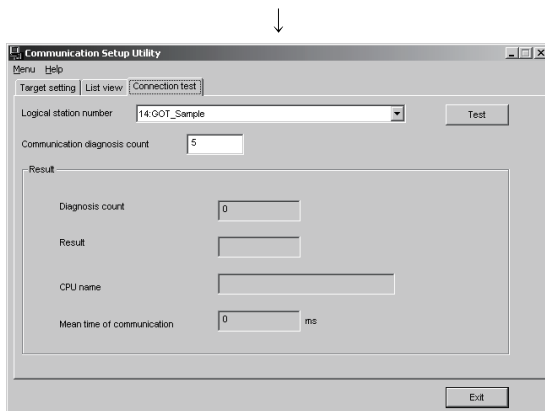 Communication Setup Utility
Menu Help
Target setting List view Connection test
Logical station number 14:GOT_Sample Test
Communication diagnosis count 5
Result
Diagnosis count 0
Result
CPU name
Mean time of communication 0 ms
Exit